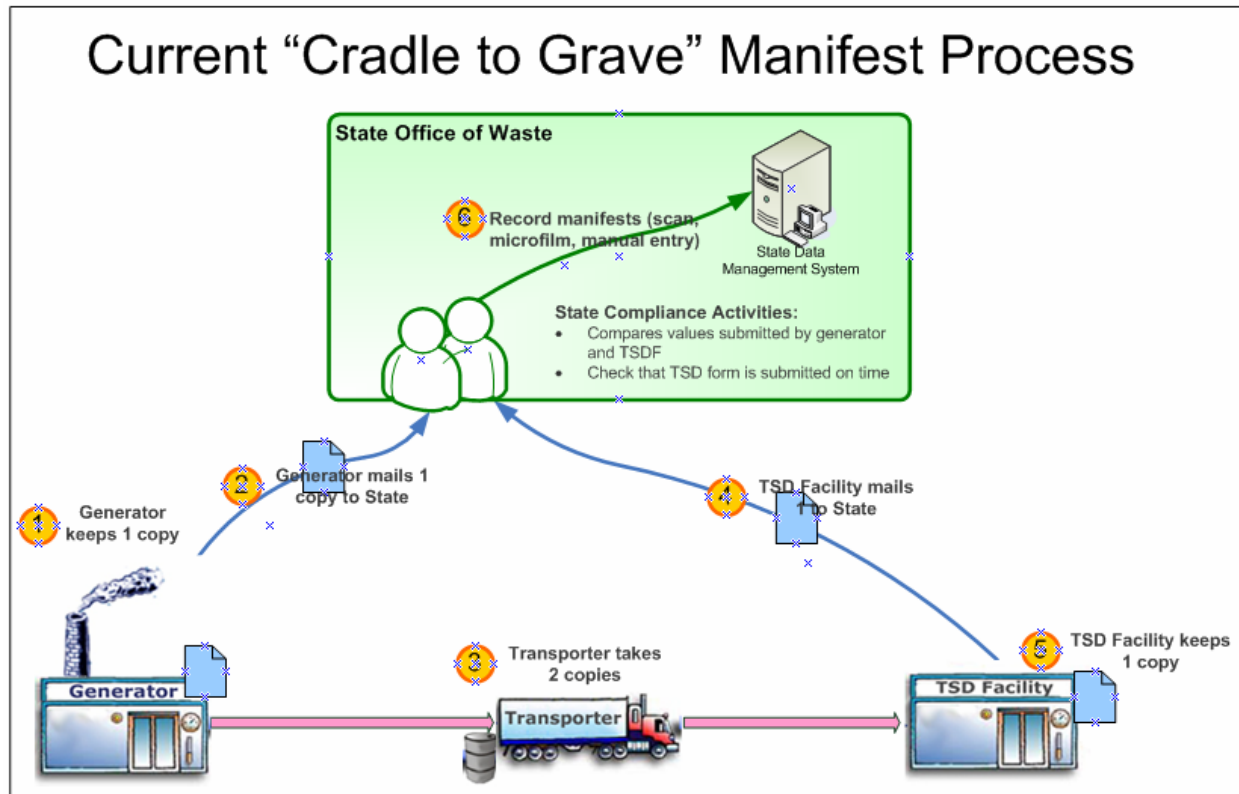 Current “Cradle to Grave” Manifest Process
State Office of Waste
6
Record manifests (scan,
microfilm, manual entry)
State Data
Management System
State Compliance Activities:
• Compares values submitted by generator
and TSDF
• Check that TSD form is submitted on time
2
Generator mails 1
copy to State
4
TSD Facility mails
1 to State
1
Generator
keeps 1 copy
3
Transporter takes
2 copies
5
TSD Facility keeps
1 copy
Generator
Transporter
TSD Facility